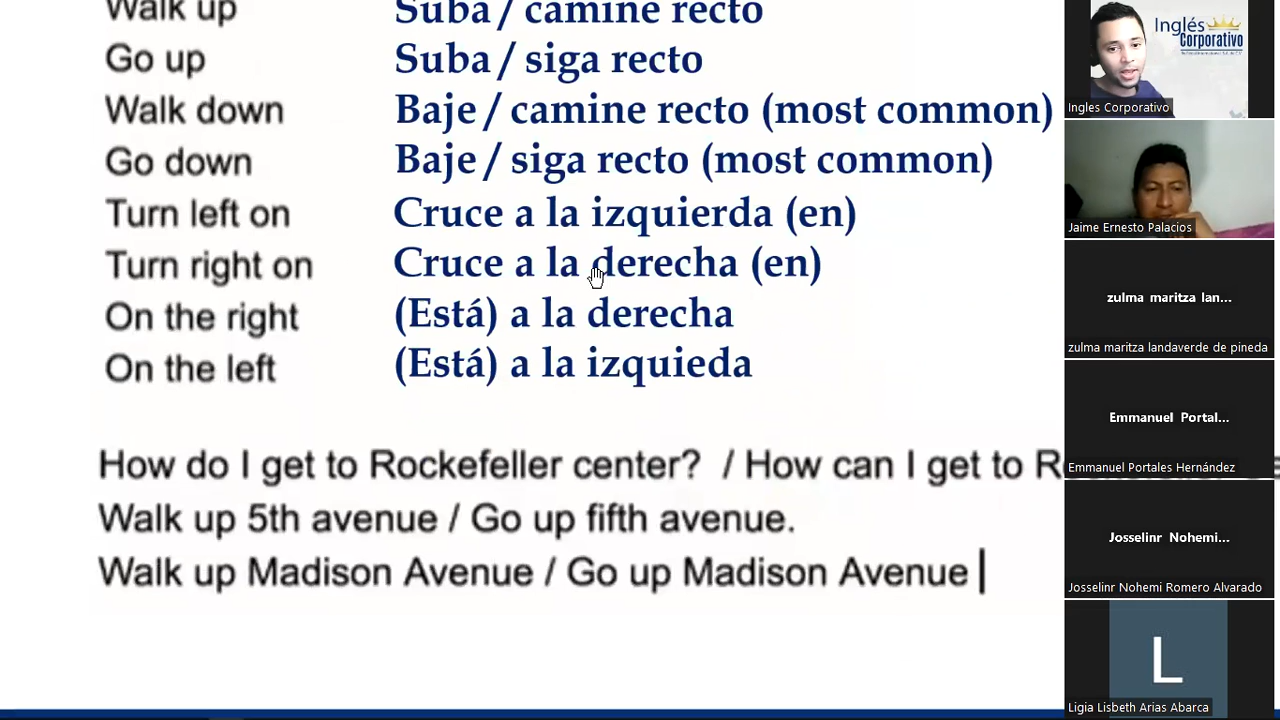 Walk up Suba / camine recto
Go up Suba / siga recto
Walk down Baje / camine recto (most common)
Go down Baje / siga recto (most common)
Turn left on Cruce a la izquierda (en)
Turn right on Cruce a la derecha (en)
On the right (Está) a la derecha
On the left (Está) a la izquieda
How do I get to Rockefeller center? / How can I get to
Walk up 5th avenue / Go up fifth avenue.
Walk up Madison Avenue / Go up Madison Avenue
Inglés
Corporativo
Ingles Corporativo
Jaime Ernesto Palacios
zulma maritza lan...
zulma maritza landaverde de pineda
Emmanuel Portal...
Emmanuel Portales Hernández
Josselinr Nohemi...
Josselinr Nohemi Romero Alvarado
L
Ligia Lisbeth Arias Abarca